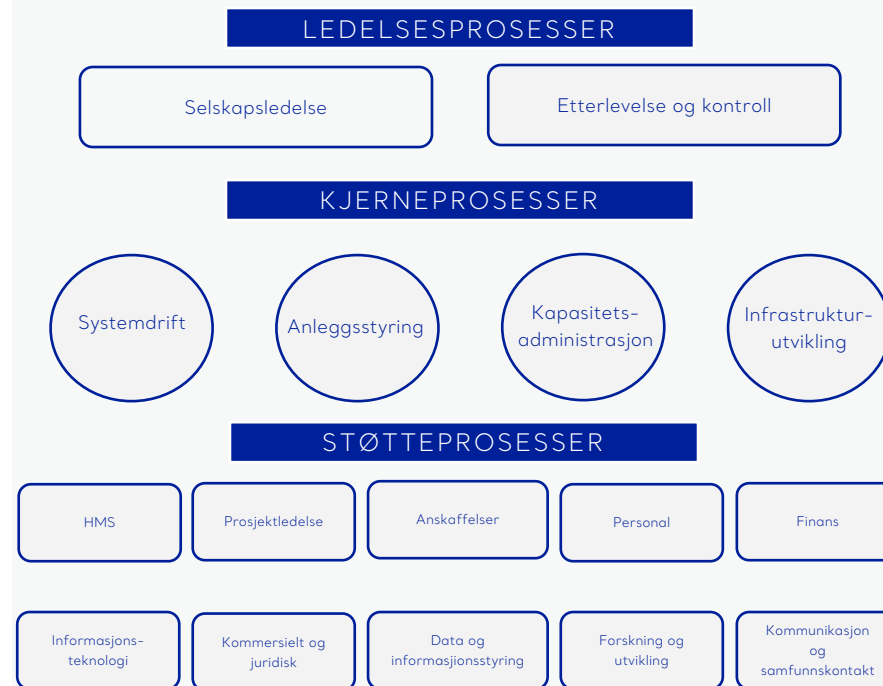 LEDELSESPROSESSER
Selskapsledelse
Etterlevelse og kontroll
KJERNEPROSESSER
Systemdrift
Anleggsstyring
Kapasitets-
administrasjon
Infrastruktur-
utvikling
STØTTEPROSESSER
HMS
Prosjektledelse
Anskaffelser
Personal
Finans
Informasjons-
teknologi
Kommersielt og
juridisk
Data og
informasjionsstyring
Forskning og
utvikling
Kommunikasjon
og
samfunnskontakt